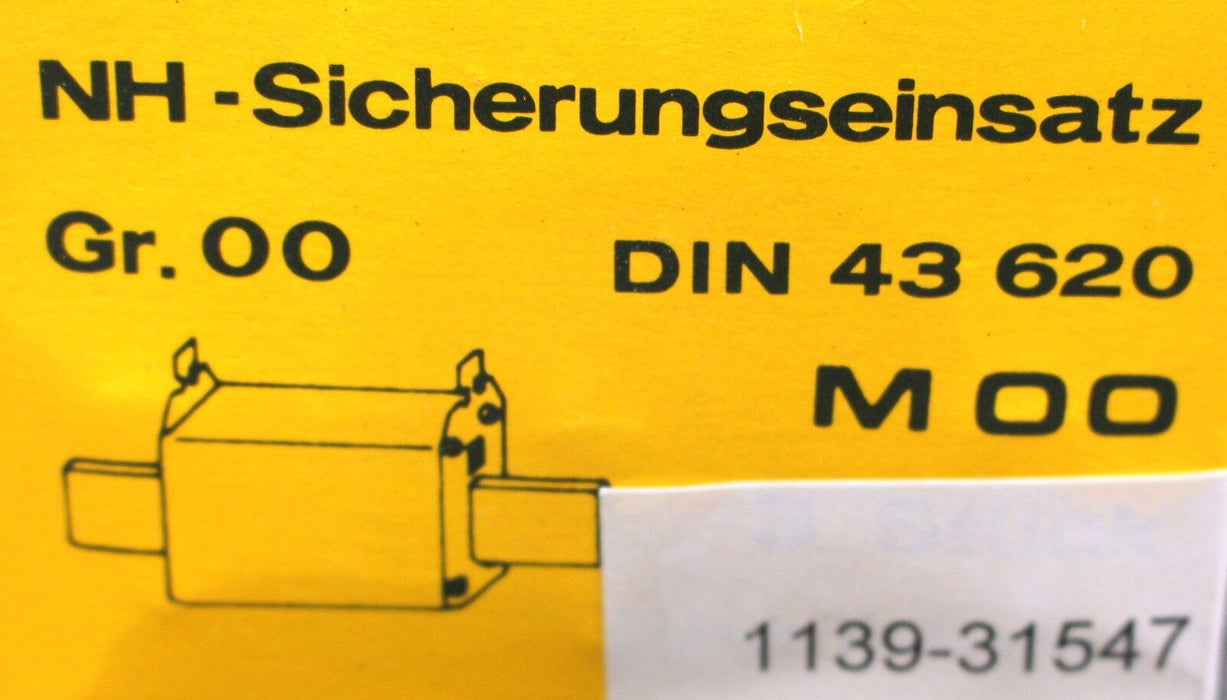 NH-Sicherungseinsatz
Gr. 00
DIN 43 620
M 00
1139-31547